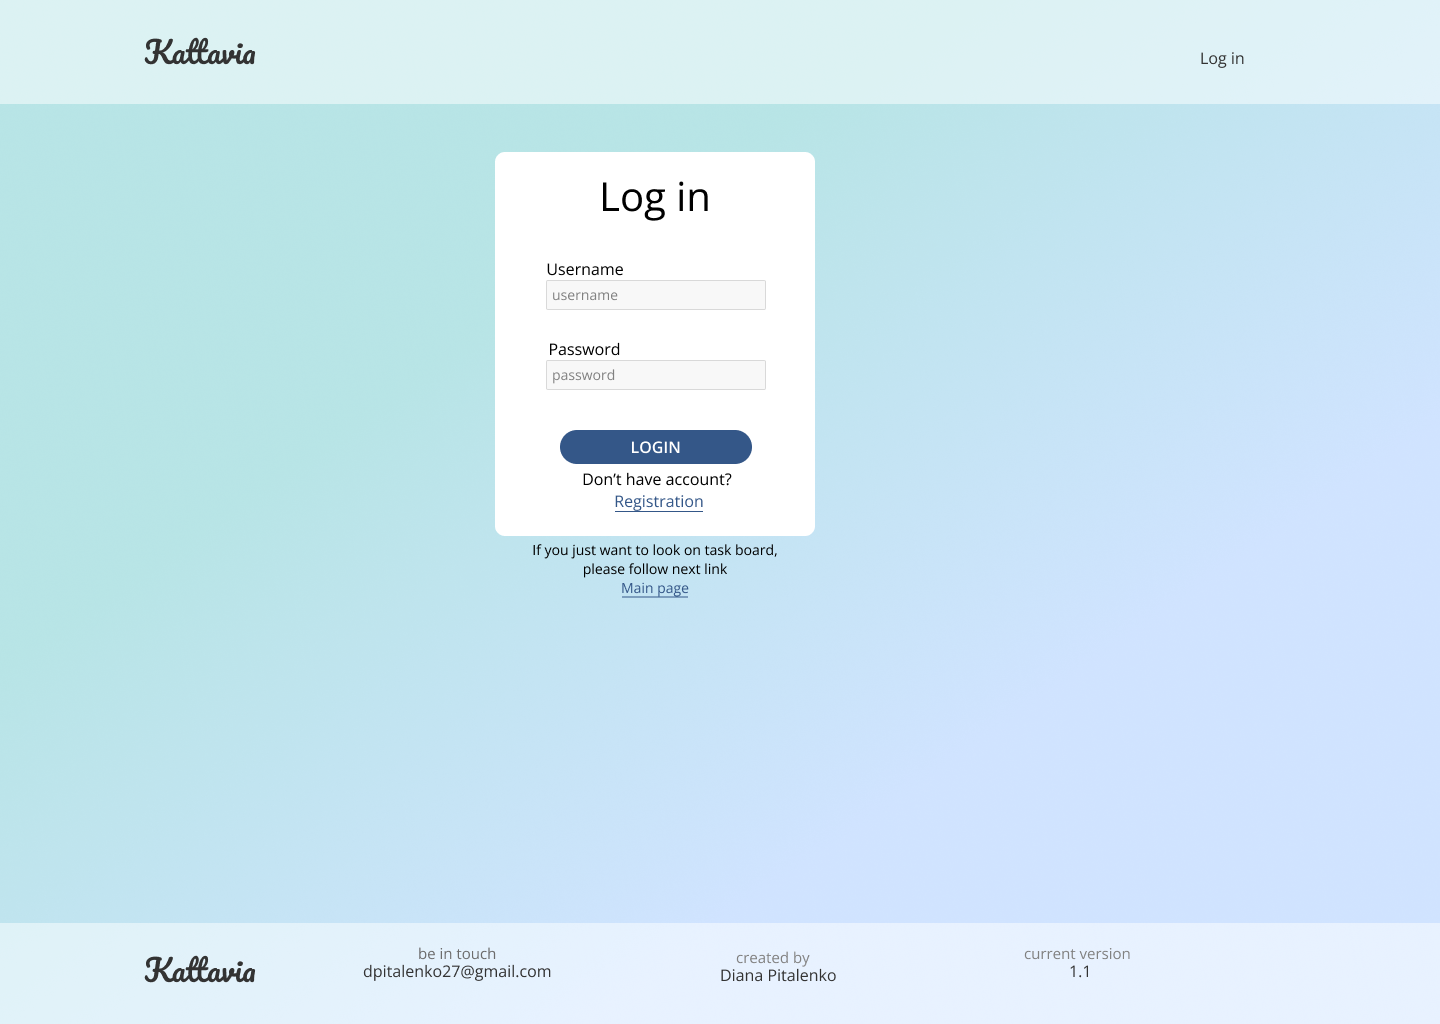 Kattavia
Log in
Log in
Username
username
Password
password
LOGIN
Don’t have account?
Registration
If you just want to look on task board,
please follow next link
Main page
Kattavia
be in touch
dpitalenko27@gmail.com
created by
Diana Pitalenko
current version
1.1